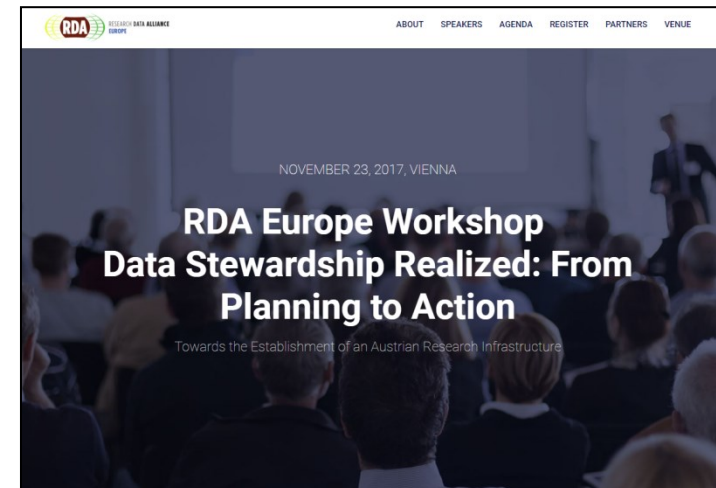 RDA
RESEARCH DATA ALLIANCE
EUROPE
ABOUT SPEAKERS AGENDA REGISTER PARTNERS VENUE
NOVEMBER 23, 2017, VIENNA
RDA Europe Workshop
Data Stewardship Realized: From
Planning to Action
Towards the Establishment of an Austrian Research Infrastructure